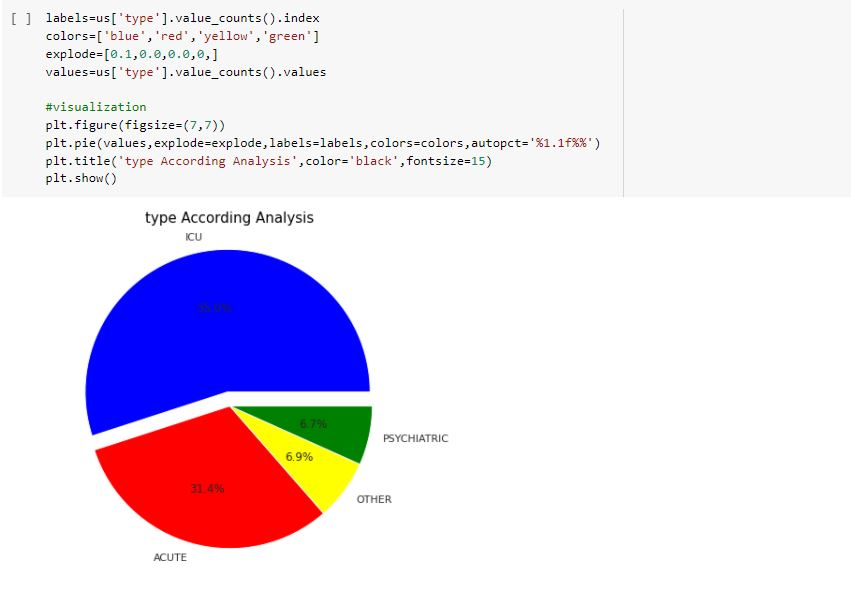 [ ] labels=us['type'].value_counts().index
colors=['blue','red','yellow','green']
explode=[0.1,0.0,0.0,0,]
values=us['type'].value_counts().values
#visualization
plt.figure(figsize=(7,7))
plt.pie(values,explode=explode,labels=labels,colors=colors,autopct='%1.1f%%')
plt.title('type According Analysis',color='black',fontsize=15)
plt.show()
type According Analysis
ICU
6.7%
PSYCHIATRIC
6.9%
31.4%
OTHER
ACUTE